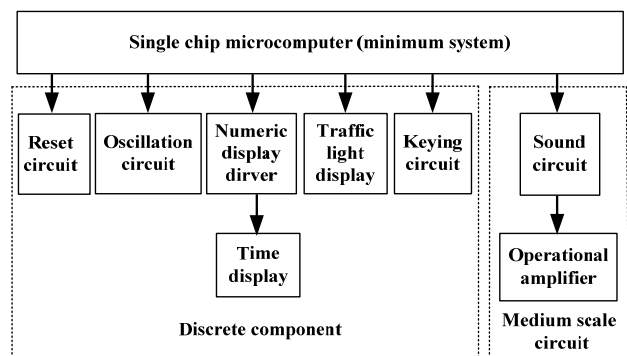 Single chip microcomputer (minimum system)
Reset
circuit
Oscillation
circuit
Numeric
display
dirver
Traffic
light
display
Keying
circuit
Sound
circuit
Time
display
Operational
amplifier
Discrete component
Medium scale
circuit